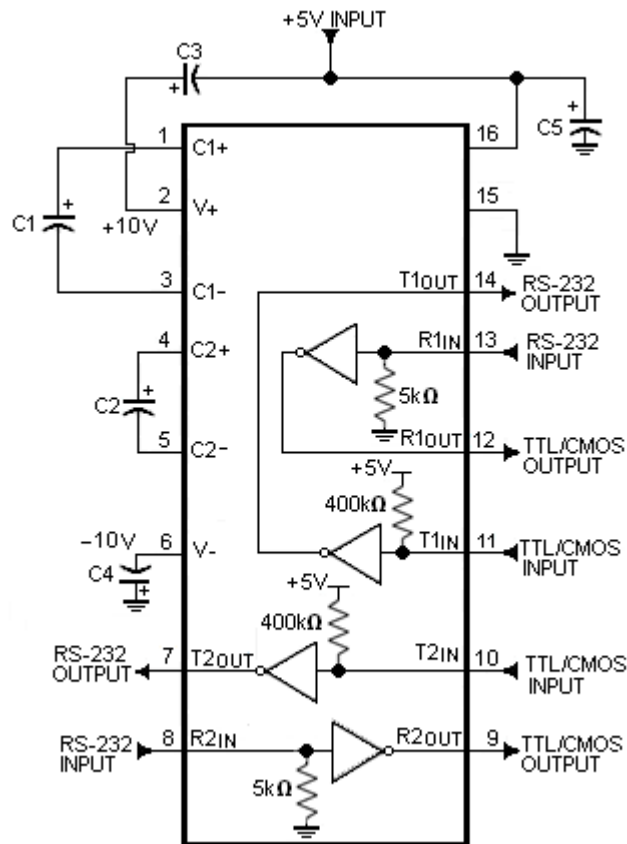 +5V INPUT
C3
+
+
C5
1
C1+
16
+
C1
2
V+
+10V
15
3
C1-
T1OUT
14
RS-232
OUTPUT
4
C2+
R1IN
13
RS-232
INPUT
5kΩ
+
C2
5
C2-
R1OUT
12
TTL/CMOS
OUTPUT
+5V
400kΩ
-10V
6
V-
T1IN
11
TTL/CMOS
INPUT
C4
+
+5V
400kΩ
RS-232
OUTPUT
7
T2OUT
T2IN
10
TTL/CMOS
INPUT
RS-232
INPUT
8
R2IN
R2OUT
9
TTL/CMOS
OUTPUT
5kΩ